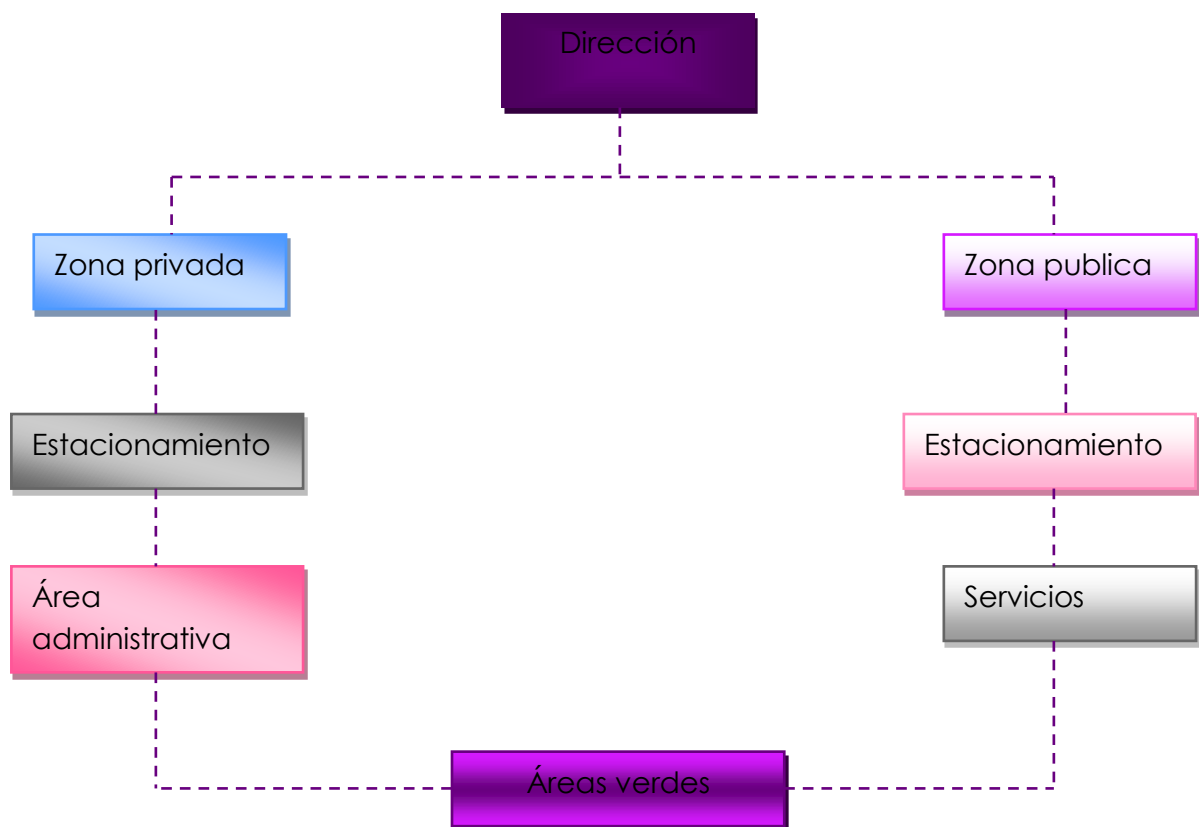 Dirección
Zona privada
Zona publica
Estacionamiento
Estacionamiento
Área
administrativa
Servicios
Áreas verdes